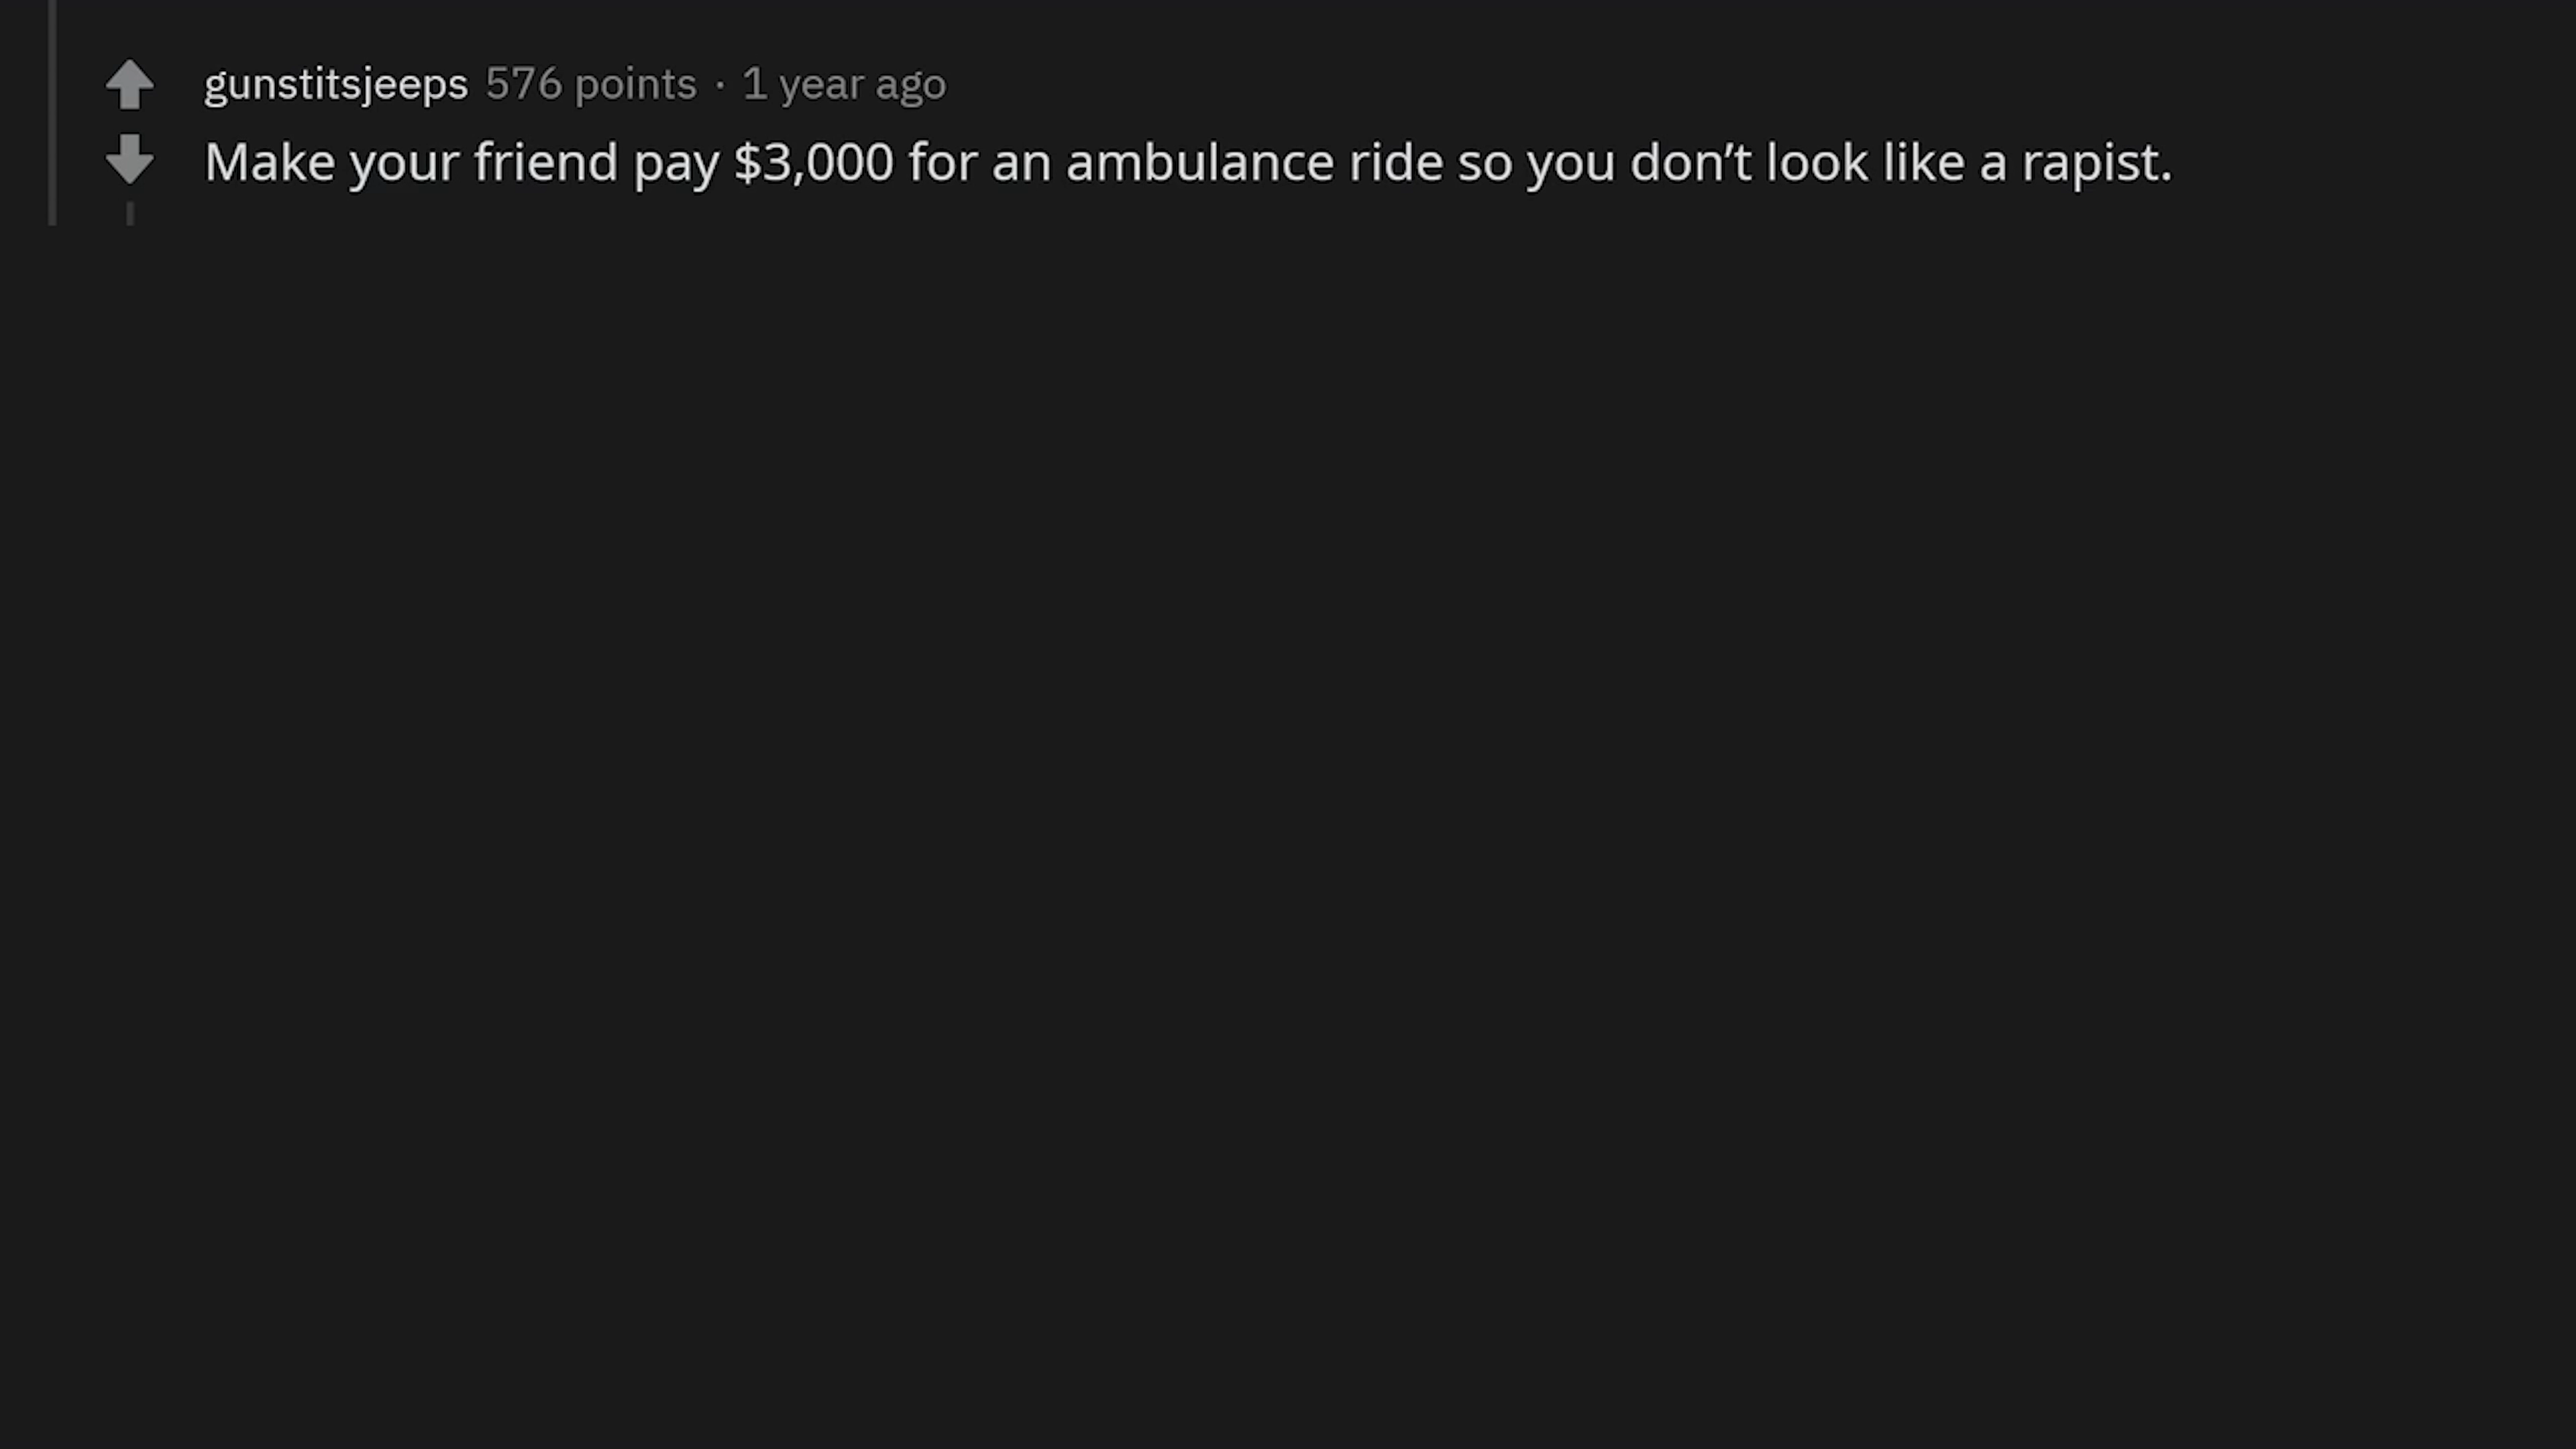 gunstitsjeeps 576 points · 1 year ago
Make your friend pay $3,000 for an ambulance ride so you don’t look like a rapist.